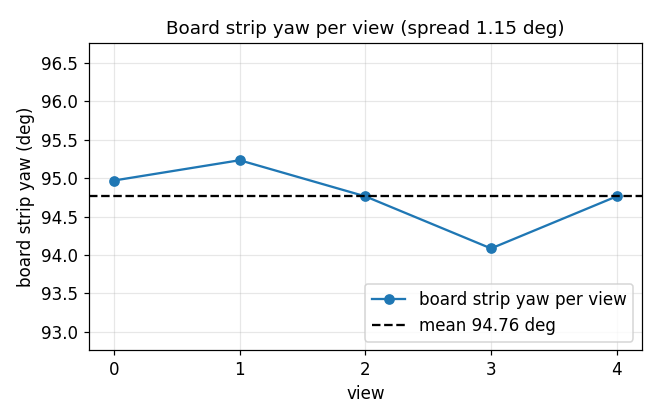 Board strip yaw per view (spread 1.15 deg)
board strip yaw (deg)
96.5
96.0
95.5
95.0
94.5
94.0
93.5
93.0
board strip yaw per view
mean 94.76 deg
0 1 2 3 4
view